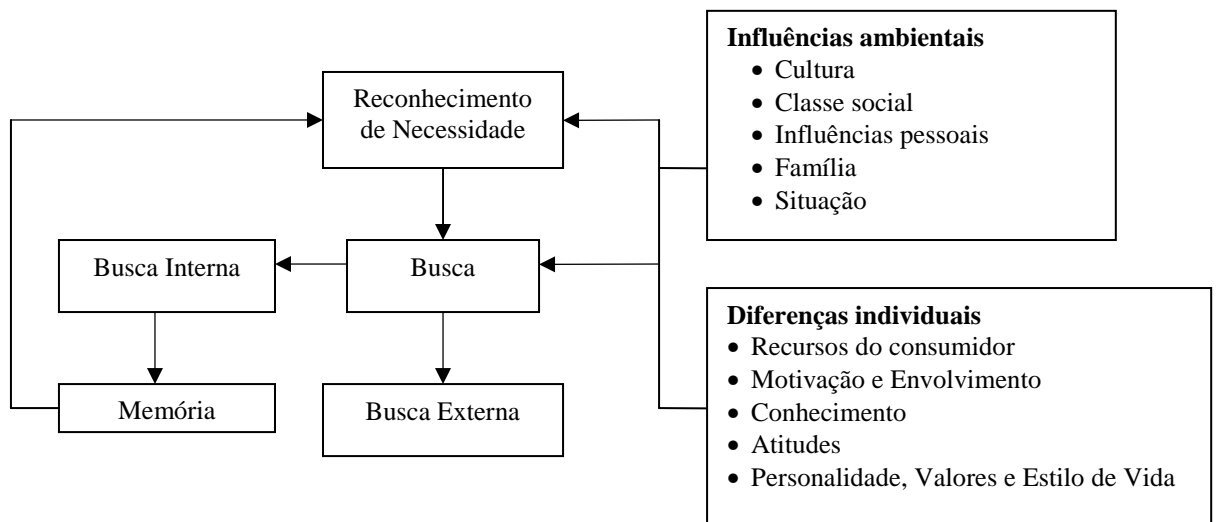 Influências ambientais
• Cultura
• Classe social
• Influências pessoais
• Família
• Situação
Reconhecimento
de Necessidade
Busca Interna
Busca
Memória
Busca Externa
Diferenças individuais
• Recursos do consumidor
• Motivação e Envolvimento
• Conhecimento
• Atitudes
• Personalidade, Valores e Estilo de Vida